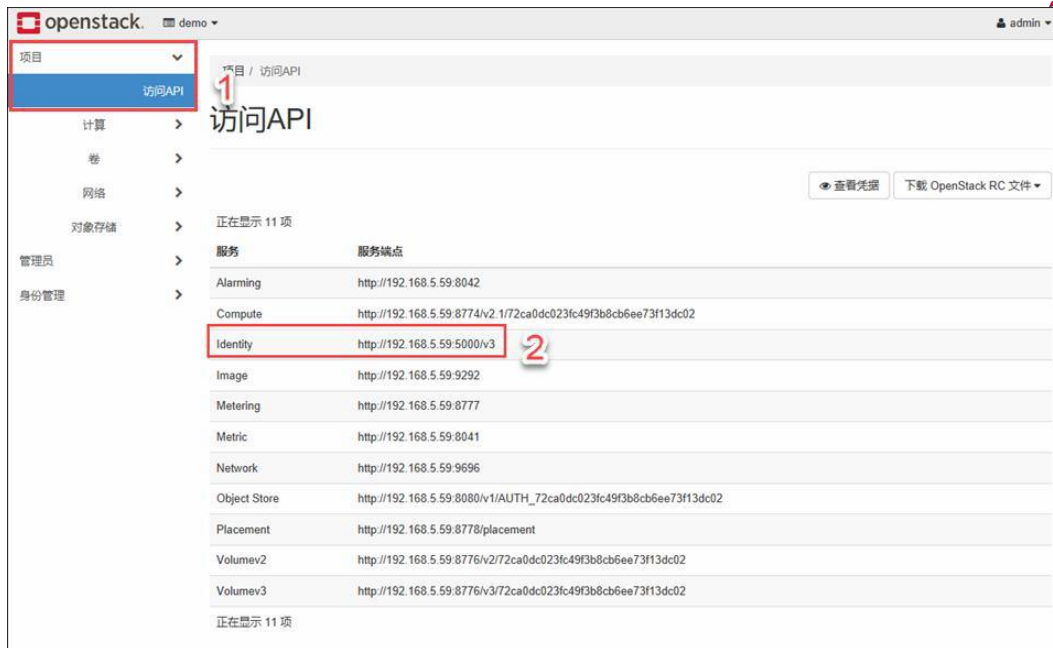 openstack. demo admin
项目
访问API
计算
卷
网络
对象存储
管理员
身份管理
1
项目 / 访问API
访问API
查看凭据 下载 OpenStack RC 文件
正在显示 11 项
服务 服务端点
Alarming http://192.168.5.59:8042
Compute http://192.168.5.59:8774/v2.1/72ca0dc023fc49f3b8cb6ee73f13dc02
Identity http://192.168.5.59:5000/v3 2
Image http://192.168.5.59:9292
Metering http://192.168.5.59:8777
Metric http://192.168.5.59:8041
Network http://192.168.5.59:9696
Object Store http://192.168.5.59:8080/v1/AUTH_72ca0dc023fc49f3b8cb6ee73f13dc02
Placement http://192.168.5.59:8778/placement
Volumev2 http://192.168.5.59:8776/v2/72ca0dc023fc49f3b8cb6ee73f13dc02
Volumev3 http://192.168.5.59:8776/v3/72ca0dc023fc49f3b8cb6ee73f13dc02
正在显示 11 项